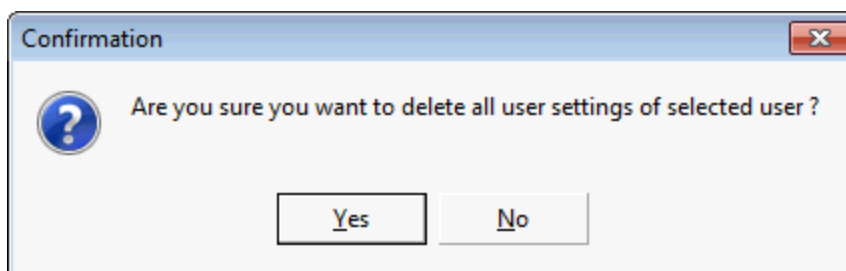 Confirmation
Are you sure you want to delete all user settings of selected user ?
Yes
No